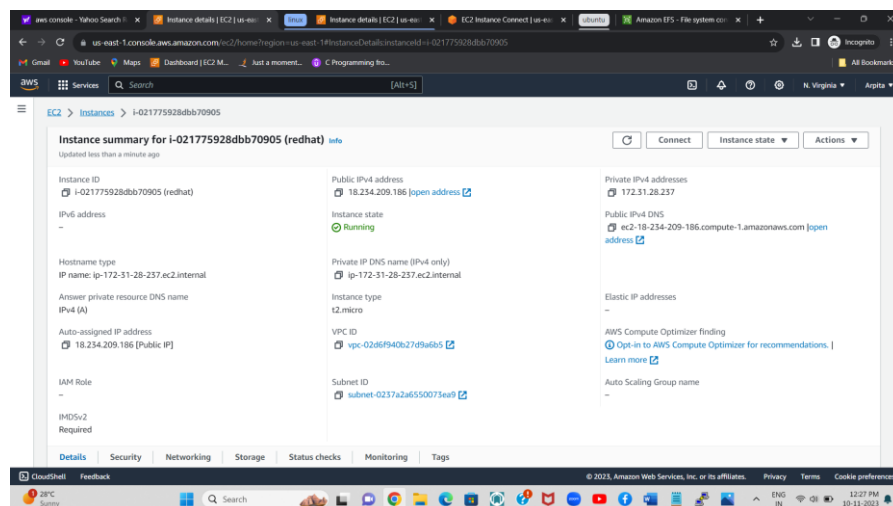 aws console - Yahoo Search
Instance details | EC2 | us-eas
linux
Instance details | EC2 | us-eas
EC2 Instance Connect | us-ea
ubuntu
Amazon EFS - File system con
us-east-1.console.aws.amazon.com/ec2/home?region=us-east-1#InstanceDetails:instanceId=i-021775928dbb70905
Incognito
Gmail YouTube Maps Dashboard | EC2 M... Just a moment... C Programming fro... All Bookmark
aws Services Search [Alt+S] N. Virginia Arpita
EC2 > Instances > i-021775928dbb70905
Instance summary for i-021775928dbb70905 (redhat) Info
Updated less than a minute ago
Connect Instance state Actions
Instance ID
i-021775928dbb70905 (redhat)
Public IPv4 address
18.234.209.186 |open address
Private IPv4 addresses
172.31.28.237
IPv6 address
–
Instance state
Running
Public IPv4 DNS
ec2-18-234-209-186.compute-1.amazonaws.com |open
address
Hostname type
IP name: ip-172-31-28-237.ec2.internal
Private IP DNS name (IPv4 only)
ip-172-31-28-237.ec2.internal
Answer private resource DNS name
IPv4 (A)
Instance type
t2.micro
Elastic IP addresses
–
Auto-assigned IP address
18.234.209.186 [Public IP]
VPC ID
vpc-02d6f940b27d9a6b5
AWS Compute Optimizer finding
Opt-in to AWS Compute Optimizer for recommendations. |
Learn more
IAM Role
–
Subnet ID
subnet-0237a2a6550073ea9
Auto Scaling Group name
–
IMDSv2
Required
Details Security Networking Storage Status checks Monitoring Tags
CloudShell Feedback © 2023, Amazon Web Services, Inc. or its affiliates. Privacy Terms Cookie preference
28°C
Sunny
Search
ENG
IN
12:27 PM
10-11-2023